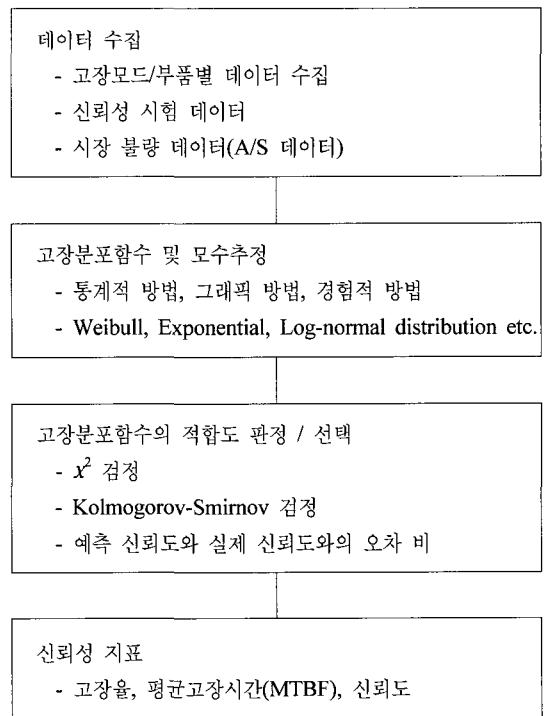 데이터 수집
- 고장모드/부품별 데이터 수집
- 신뢰성 시험 데이터
- 시장 불량 데이터(A/S 데이터)
고장분포함수 및 모수추정
- 통계적 방법, 그래픽 방법, 경험적 방법
- Weibull, Exponential, Log-normal distribution etc.
고장분포함수의 적합도 판정 / 선택
- x² 검정
- Kolmogorov-Smirnov 검정
- 예측 신뢰도와 실제 신뢰도와의 오차 비
신뢰성 지표
- 고장율, 평균고장시간(MTBF), 신뢰도